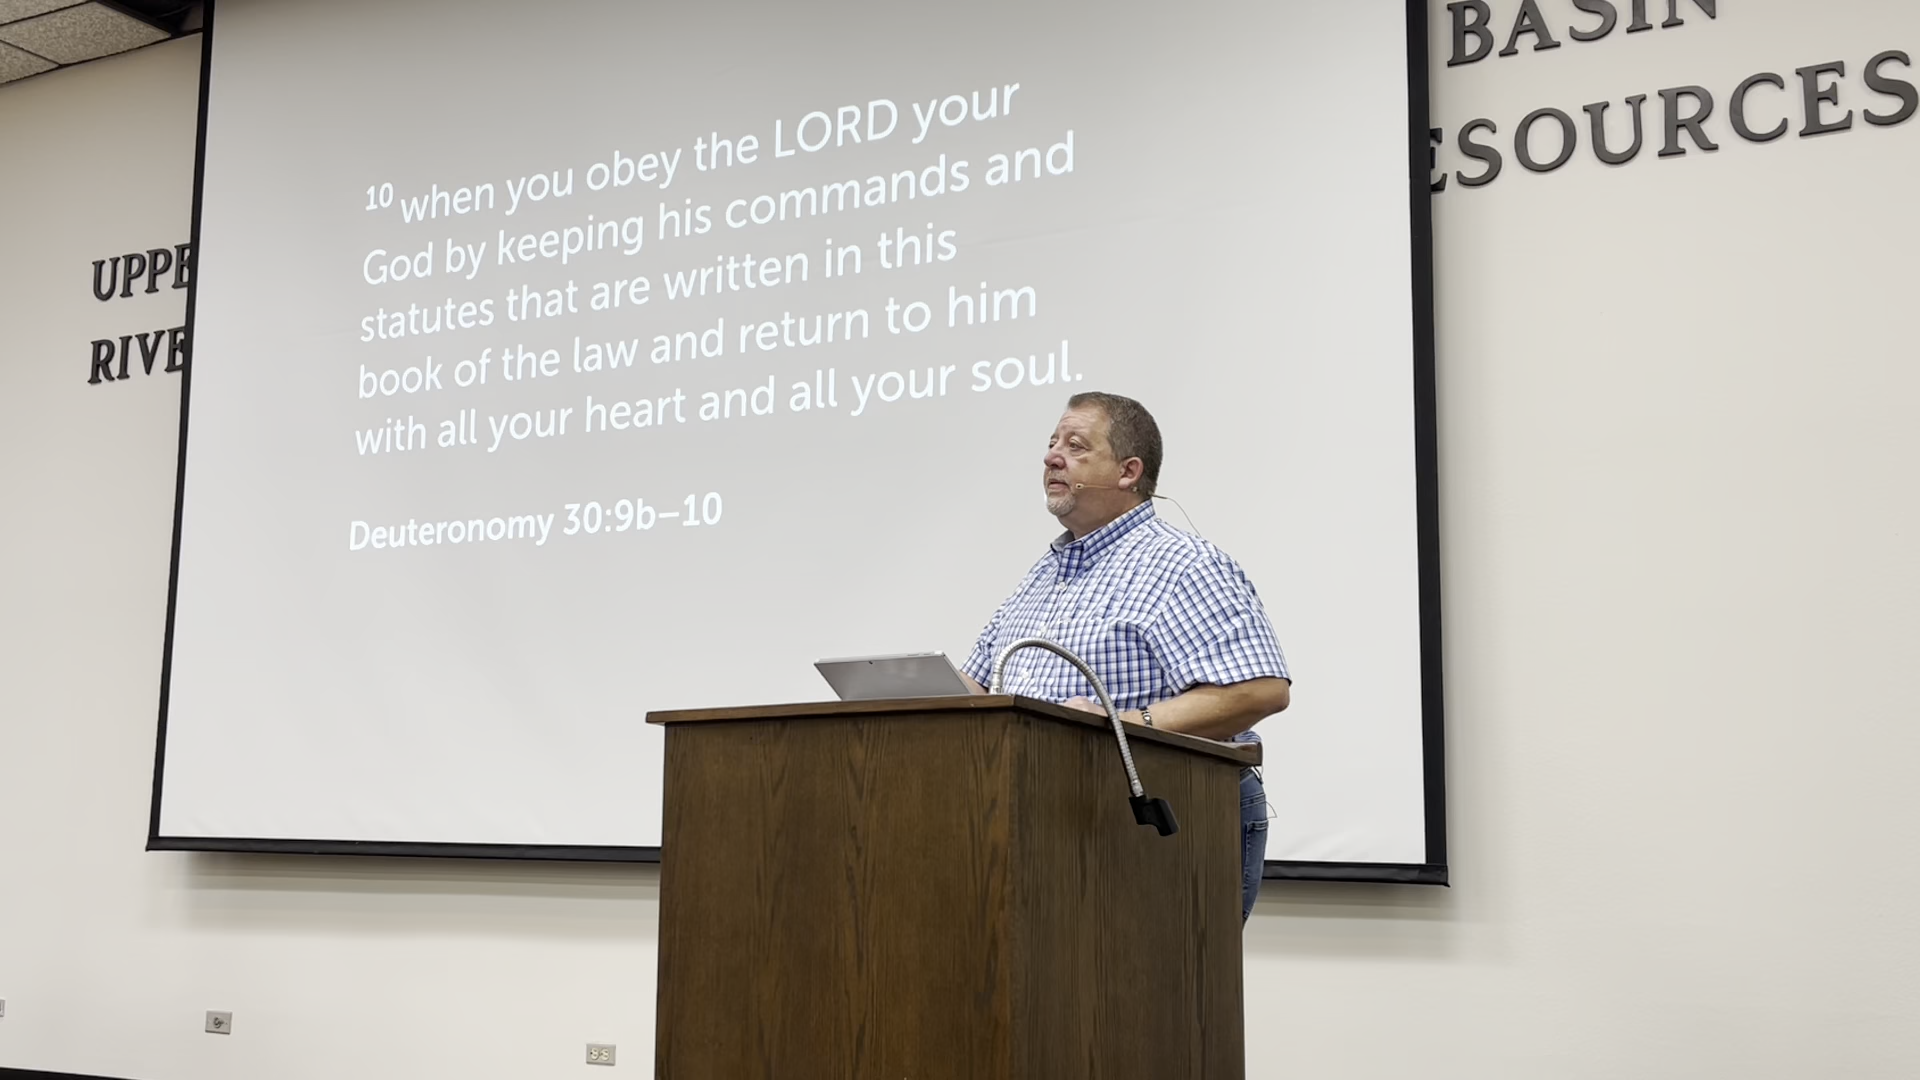 BASIN
ESOURCES
UPPE
RIVE
10 when you obey the LORD your
God by keeping his commands and
statutes that are written in this
book of the law and return to him
with all your heart and all your soul.
Deuteronomy 30:9b–10